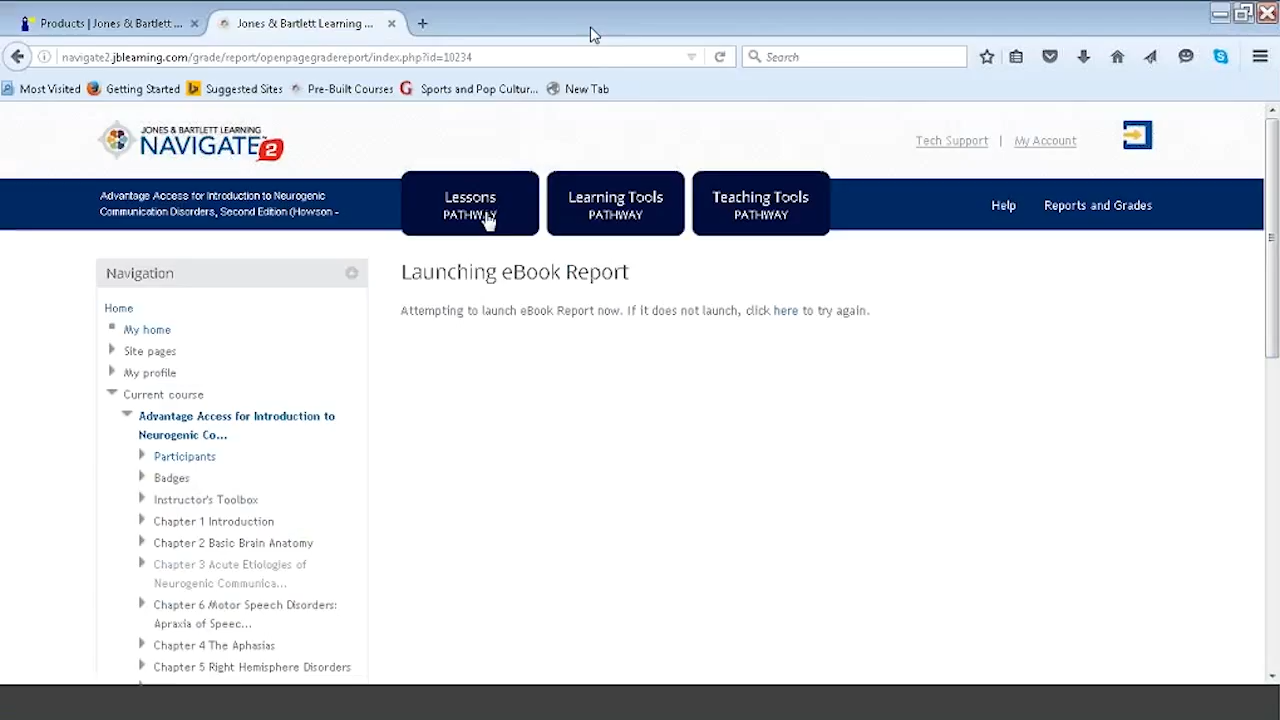 Products | Jones & Bartlett ...
Jones & Bartlett Learning ...
navigate2.jblearning.com/grade/report/openpagegradereport/index.php?id=10234
Search
Most Visited
Getting Started
Suggested Sites
Pre-Built Courses
Sports and Pop Cultur...
New Tab
JONES & BARTLETT LEARNING
NAVIGATE 2
Tech Support | My Account
Advantage Access for Introduction to Neurogenic
Communication Disorders, Second Edition (Howson -
Lessons
PATHWAY
Learning Tools
PATHWAY
Teaching Tools
PATHWAY
Help
Reports and Grades
Navigation
Home
My home
Site pages
My profile
Current course
Advantage Access for Introduction to
Neurogenic Co...
Participants
Badges
Instructor's Toolbox
Chapter 1 Introduction
Chapter 2 Basic Brain Anatomy
Chapter 3 Acute Etiologies of
Neurogenic Communica...
Chapter 6 Motor Speech Disorders:
Apraxia of Speec...
Chapter 4 The Aphasias
Chapter 5 Right Hemisphere Disorders
Launching eBook Report
Attempting to launch eBook Report now. If it does not launch, click here to try again.